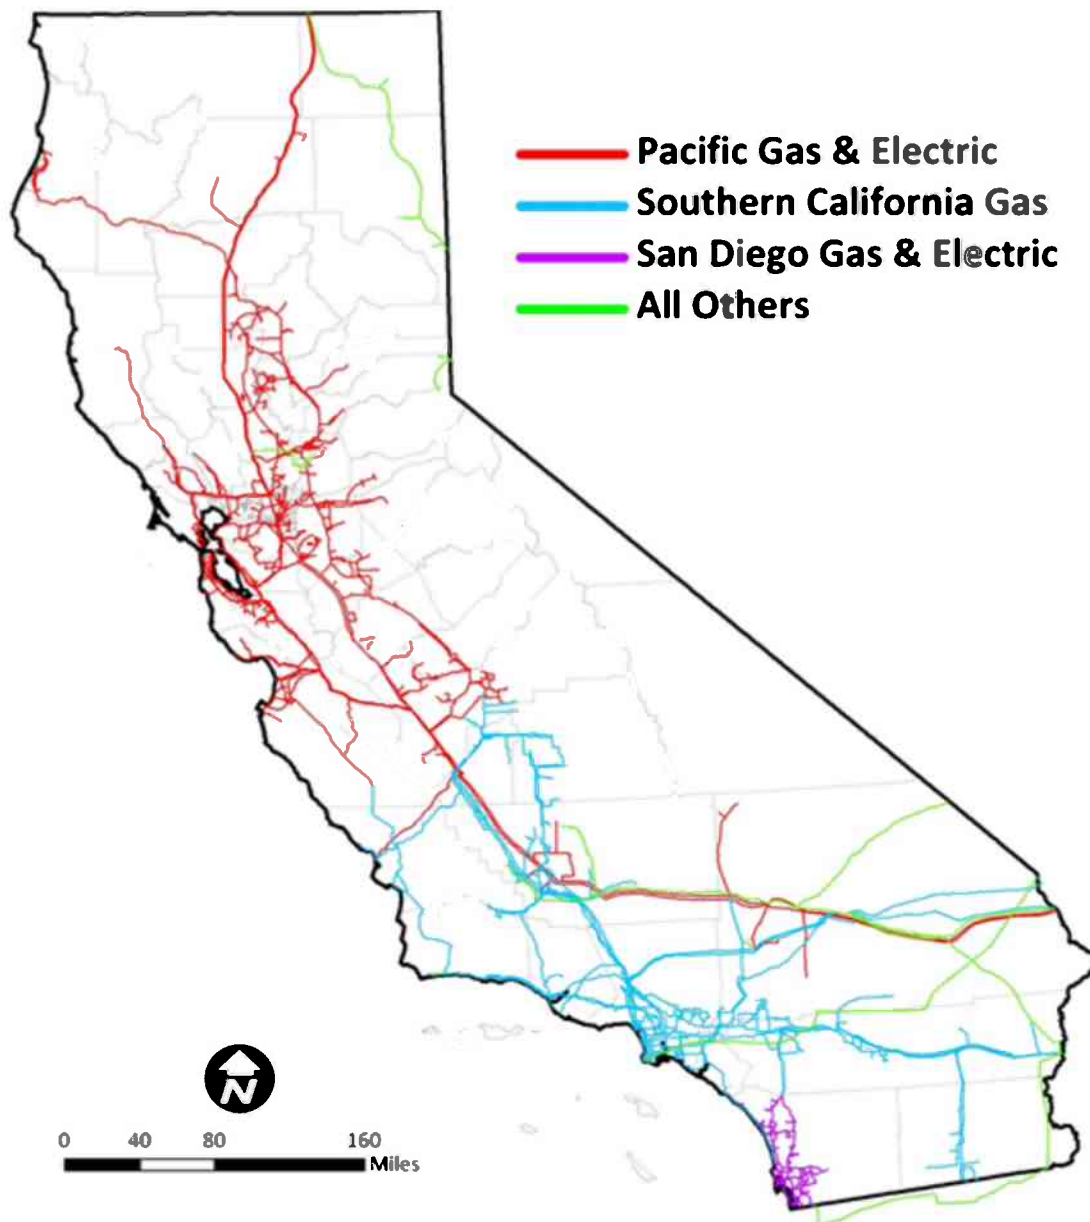 Pacific Gas & Electric
Southern California Gas
San Diego Gas & Electric
All Others
N
0 40 80 160
Miles